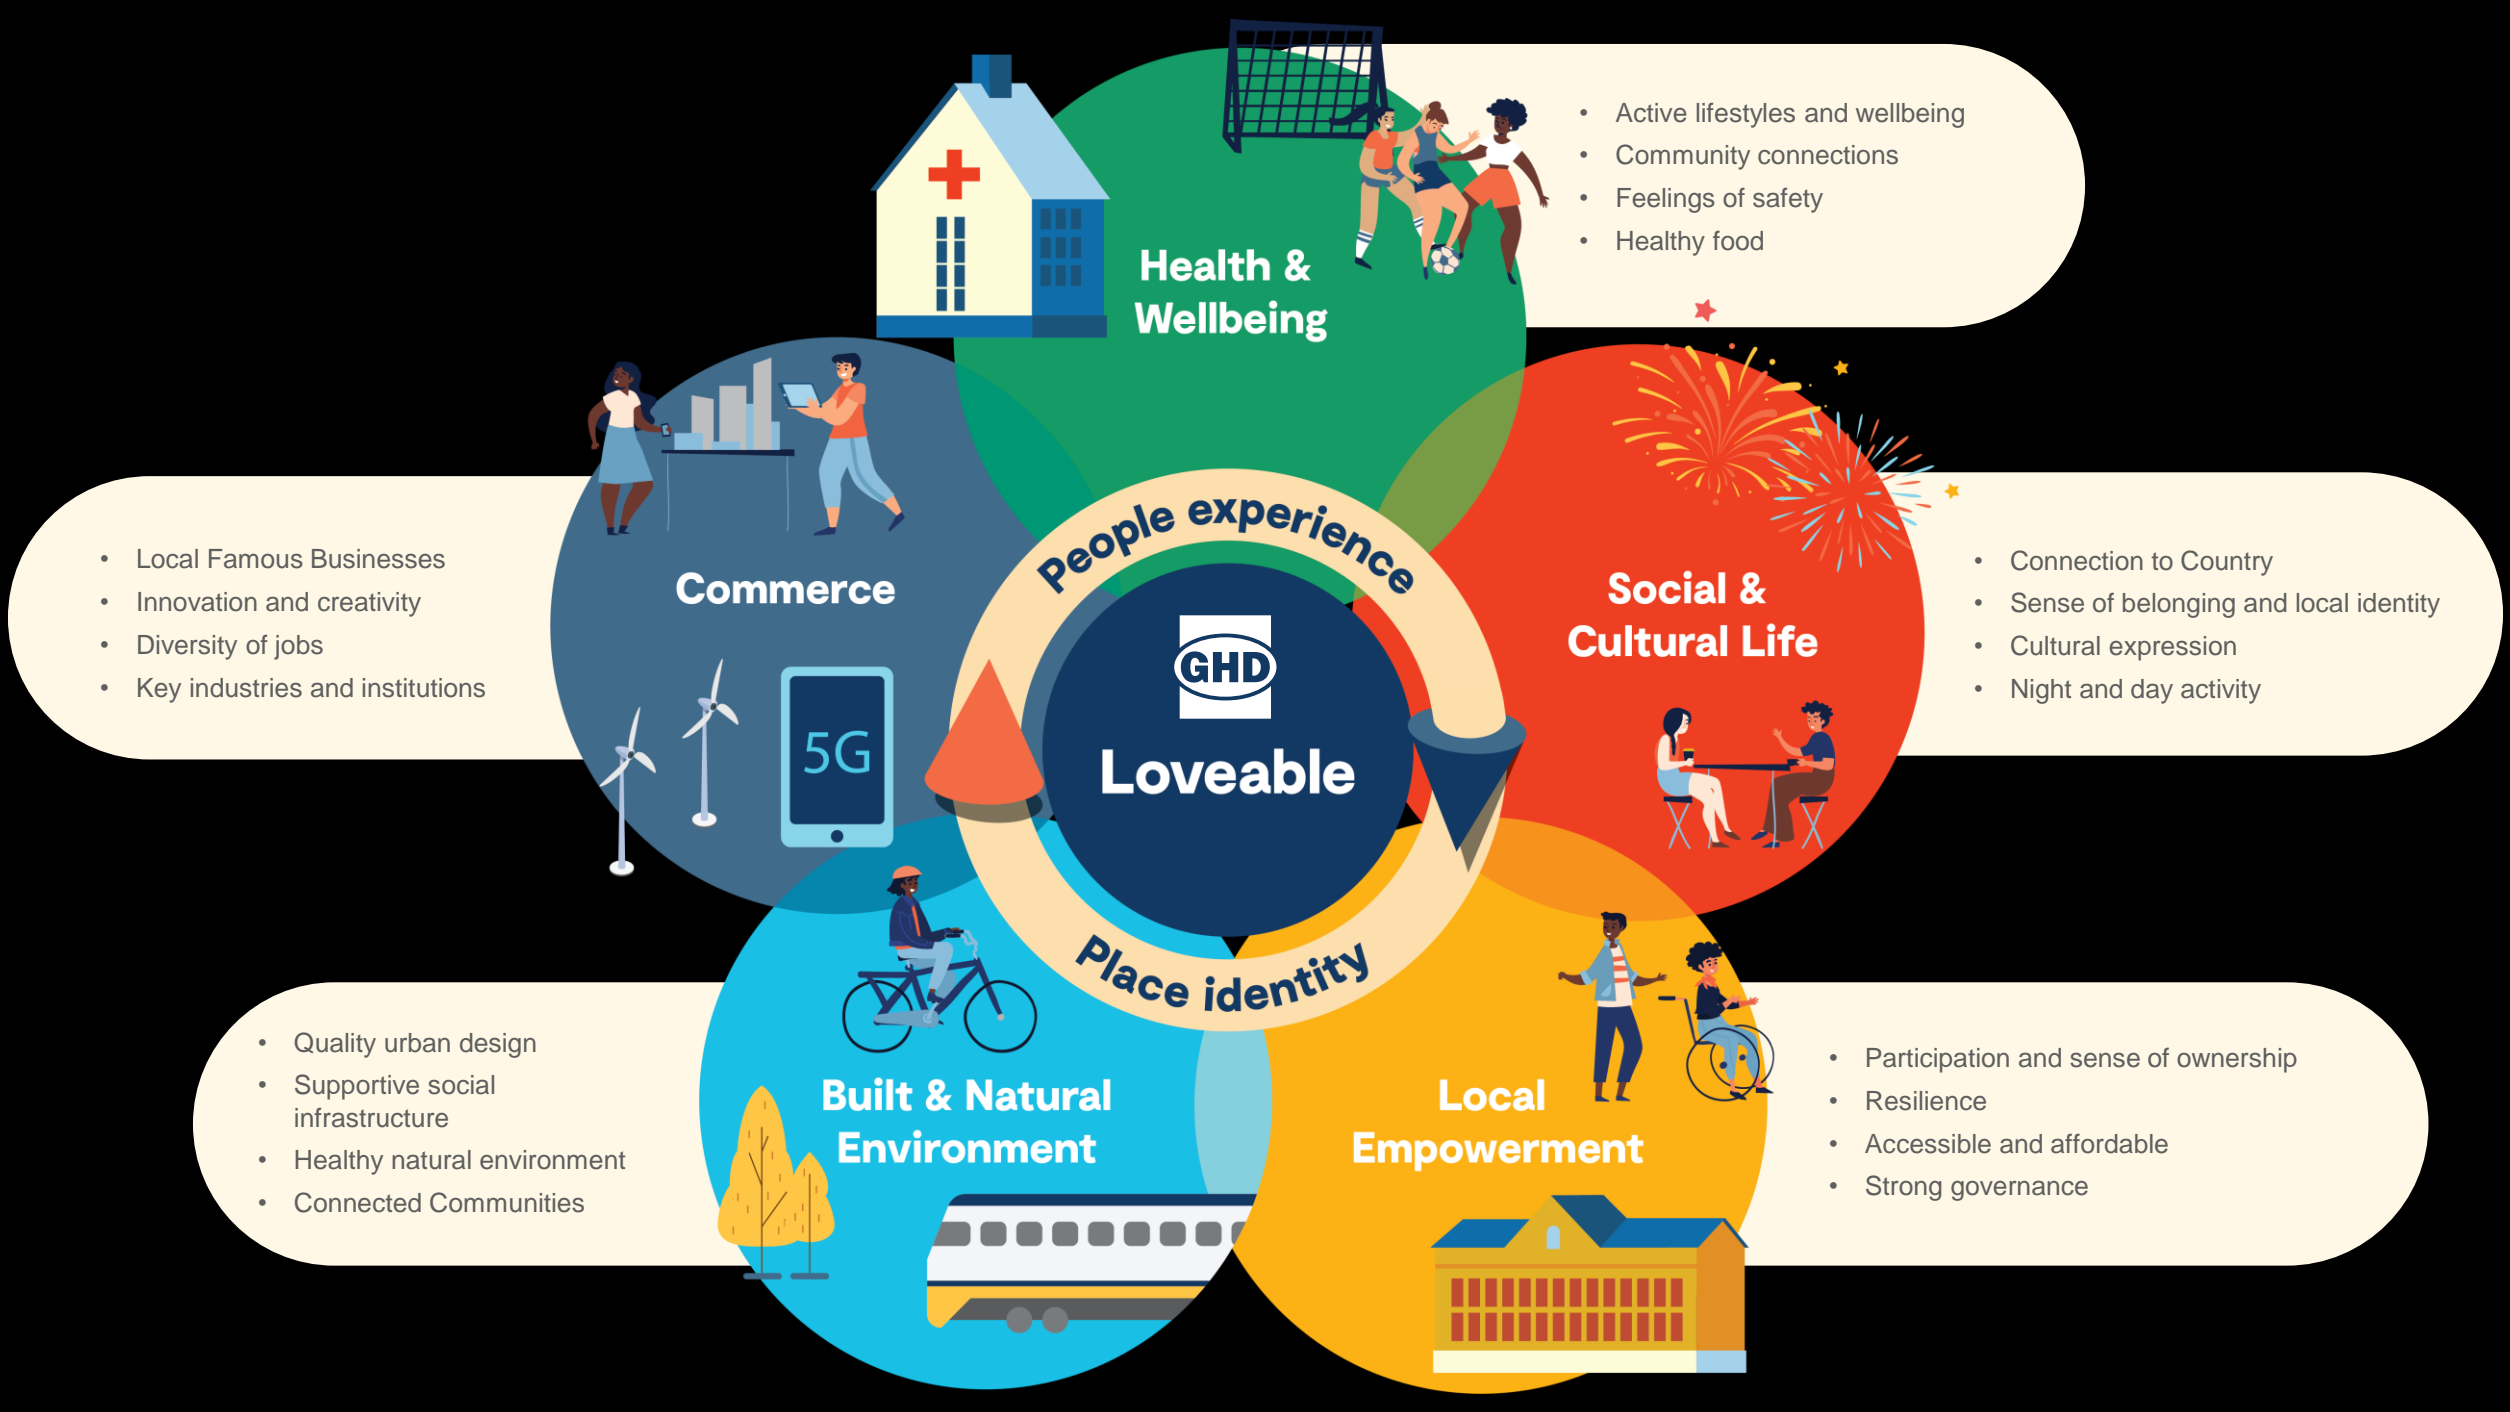 Health &
Wellbeing
• Active lifestyles and wellbeing
• Community connections
• Feelings of safety
• Healthy food
Commerce
5G
• Local Famous Businesses
• Innovation and creativity
• Diversity of jobs
• Key industries and institutions
People experience
GHD
Loveable
Place identity
Social &
Cultural Life
• Connection to Country
• Sense of belonging and local identity
• Cultural expression
• Night and day activity
Built & Natural
Environment
• Quality urban design
• Supportive social
infrastructure
• Healthy natural environment
• Connected Communities
Local
Empowerment
• Participation and sense of ownership
• Resilience
• Accessible and affordable
• Strong governance